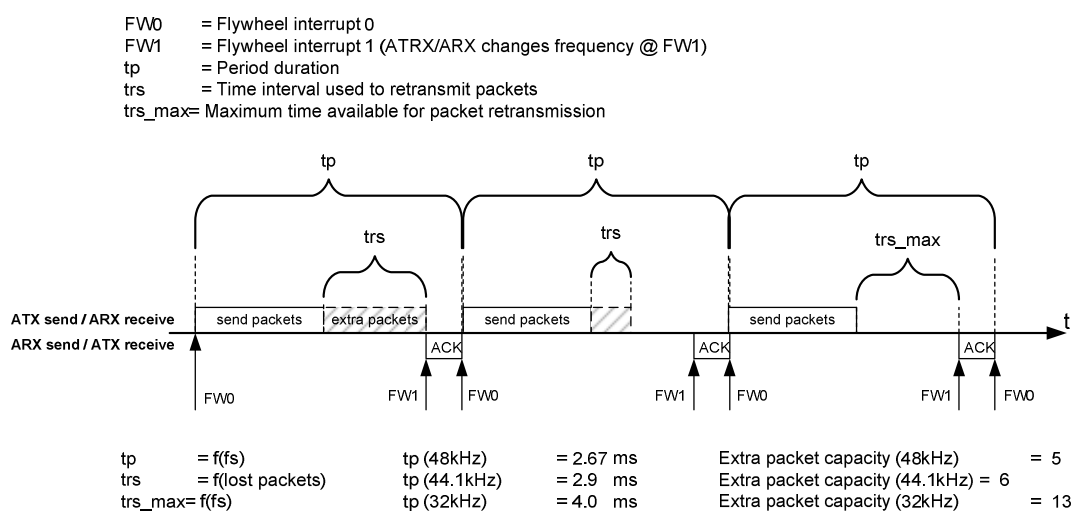 FW0 = Flywheel interrupt 0
FW1 = Flywheel interrupt 1 (ATRX/ARX changes frequency @ FW1)
tp = Period duration
trs = Time interval used to retransmit packets
trs_max= Maximum time available for packet retransmission
tp tp tp
trs trs trs_max
ATX send / ARX receive send packets extra packets send packets send packets t
ARX send / ATX receive ACK ACK ACK
FW0 FW1 FW0 FW1 FW0 FW1 FW0
tp = f(fs) tp (48kHz) = 2.67 ms Extra packet capacity (48kHz) = 5
trs = f(lost packets) tp (44.1kHz) = 2.9 ms Extra packet capacity (44.1kHz) = 6
trs_max= f(fs) tp (32kHz) = 4.0 ms Extra packet capacity (32kHz) = 13